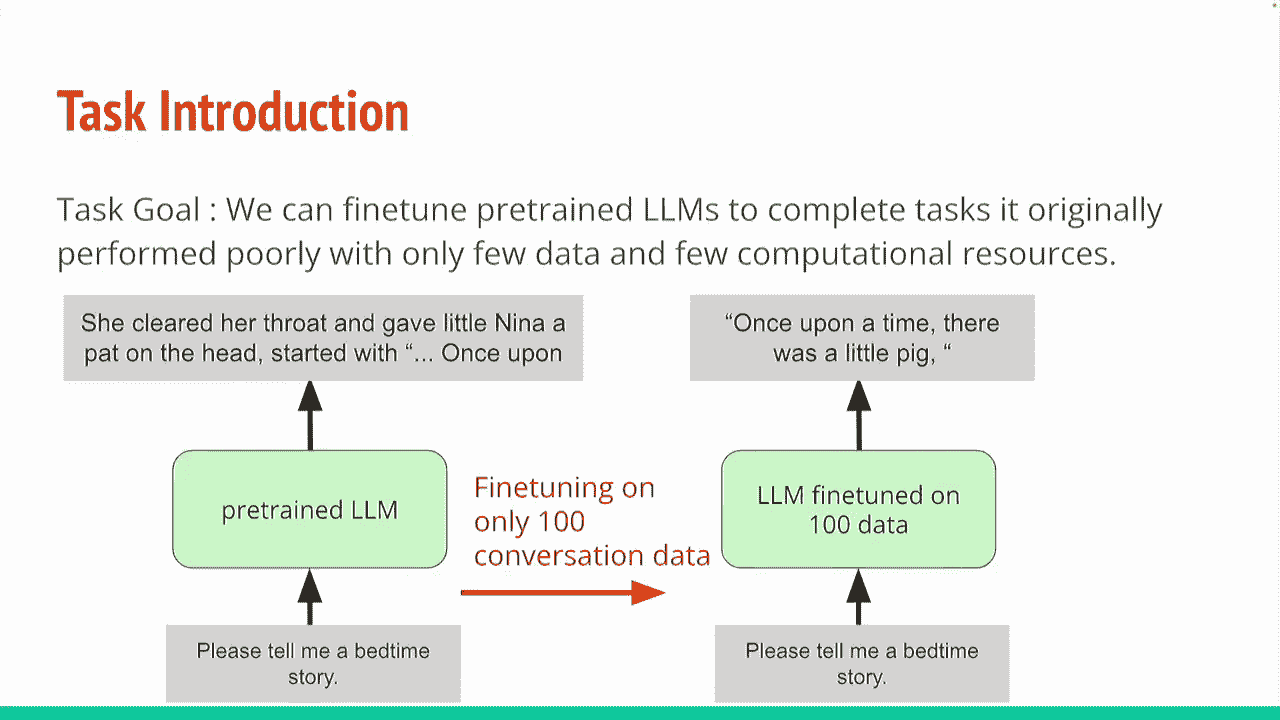 Task Introduction
Task Goal : We can finetune pretrained LLMs to complete tasks it originally
performed poorly with only few data and few computational resources.
She cleared her throat and gave little Nina a
pat on the head, started with “... Once upon
“Once upon a time, there
was a little pig, “
pretrained LLM
Finetuning on
only 100
conversation data
LLM finetuned on
100 data
Please tell me a bedtime
story.
Please tell me a bedtime
story.